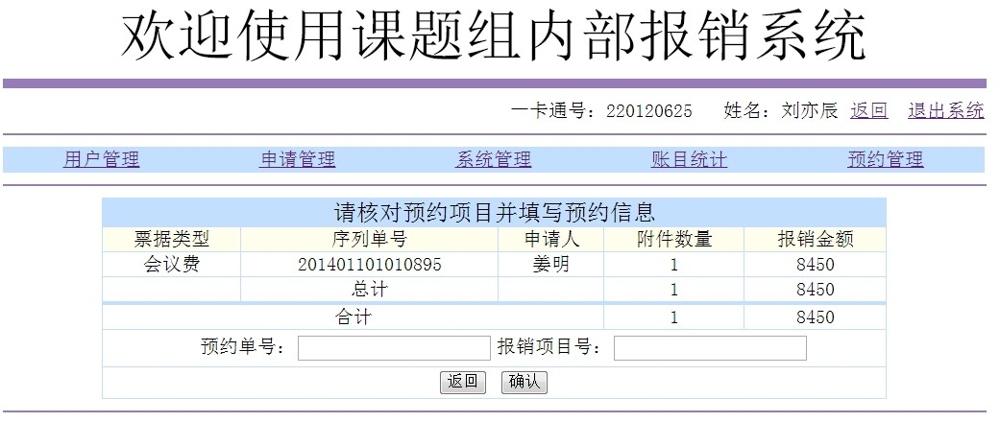 欢迎使用课题组内部报销系统
一卡通号：220120625 姓名：刘亦辰 返回 退出系统
用户管理 申请管理 系统管理 账目统计 预约管理
请核对预约项目并填写预约信息
票据类型 序列单号 申请人 附件数量 报销金额
会议费 201401101010895 姜明 1 8450
总计 1 8450
合计 1 8450
预约单号： 报销项目号：
返回 确认